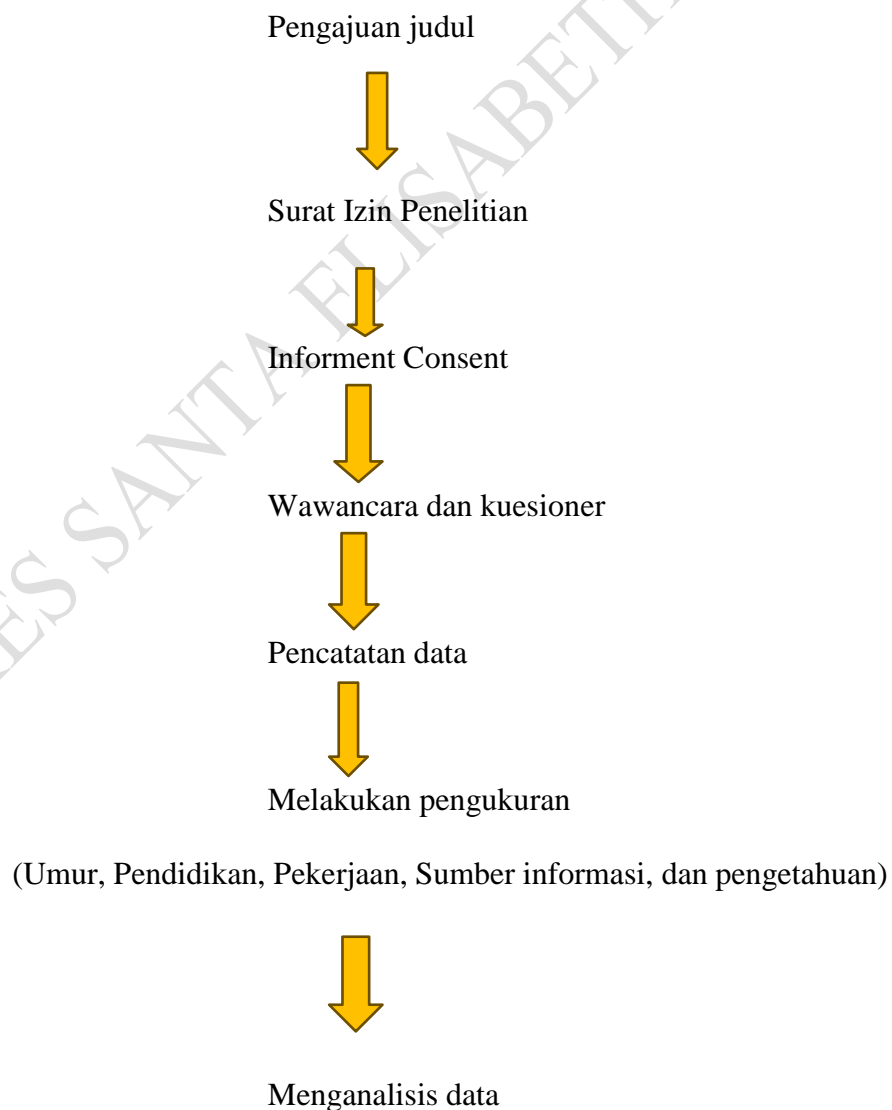 Pengajuan judul
Surat Izin Penelitian
Informent Consent
Wawancara dan kuesioner
Pencatatan data
Melakukan pengukuran
(Umur, Pendidikan, Pekerjaan, Sumber informasi, dan pengetahuan)
Menganalisis data
SANTA